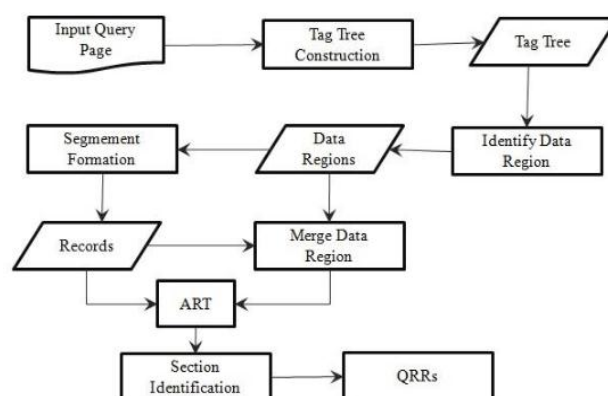 Input Query
Page
Tag Tree
Construction
Tag Tree
Segmement
Formation
Data
Regions
Identify Data
Region
Records
Merge Data
Region
ART
Section
Identification
QRRs